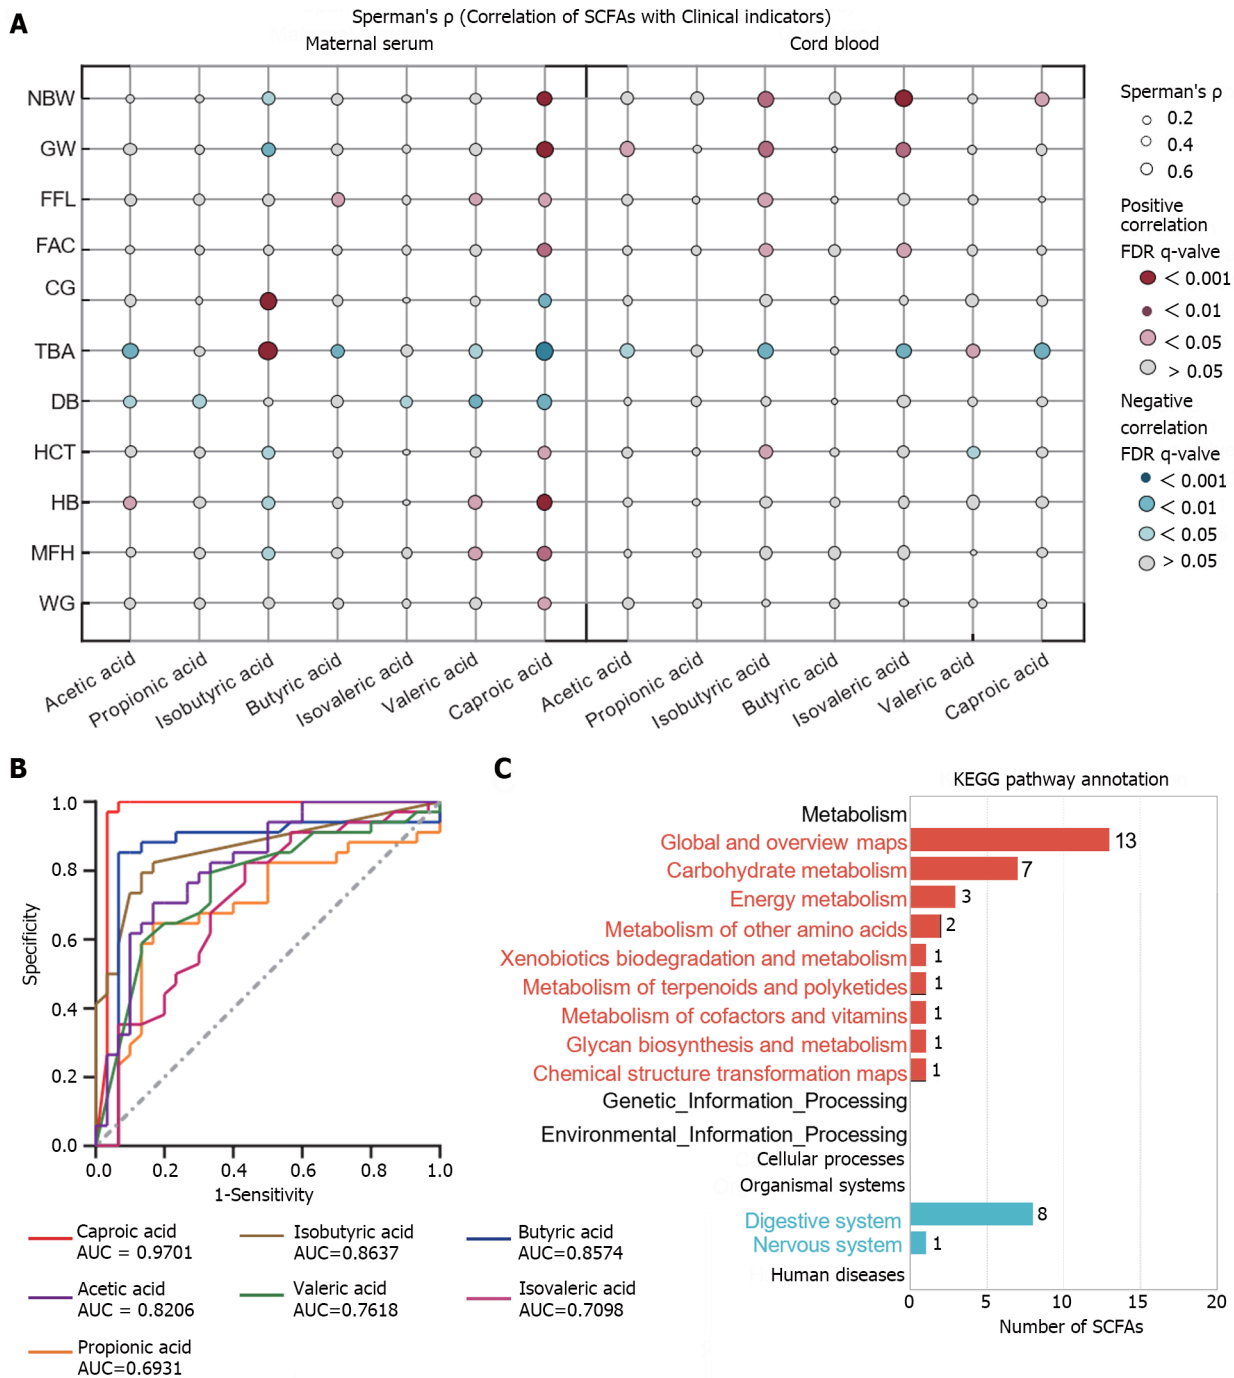 A
Sperman's ρ (Correlation of SCFAs with Clinical indicators)
Maternal serum
Cord blood
NBW
GW
FFL
FAC
CG
TBA
DB
HCT
HB
MFH
WG
Acetic acid
Propionic acid
Isobutyric acid
Butyric acid
Isovaleric acid
Valeric acid
Caproic acid
Acetic acid
Propionic acid
Isobutyric acid
Butyric acid
Isovaleric acid
Valeric acid
Caproic acid
Sperman's ρ
0.2
0.4
0.6
Positive
correlation
FDR q-valve
< 0.001
< 0.01
< 0.05
> 0.05
Negative
correlation
FDR q-valve
< 0.001
< 0.01
< 0.05
> 0.05
B
Specificity
1.0
0.8
0.6
0.4
0.2
0.0
0.0 0.2 0.4 0.6 0.8 1.0
1-Sensitivity
Caproic acid
AUC = 0.9701
Isobutyric acid
AUC=0.8637
Butyric acid
AUC=0.8574
Acetic acid
AUC = 0.8206
Valeric acid
AUC=0.7618
Isovaleric acid
AUC=0.7098
Propionic acid
AUC=0.6931
C
KEGG pathway annotation
Metabolism
Global and overview maps 13
Carbohydrate metabolism 7
Energy metabolism 3
Metabolism of other amino acids 2
Xenobiotics biodegradation and metabolism 1
Metabolism of terpenoids and polyketides 1
Metabolism of cofactors and vitamins 1
Glycan biosynthesis and metabolism 1
Chemical structure transformation maps 1
Genetic_Information_Processing
Environmental_Information_Processing
Cellular processes
Organismal systems
Digestive system 8
Nervous system 1
Human diseases
0 5 10 15 20
Number of SCFAs